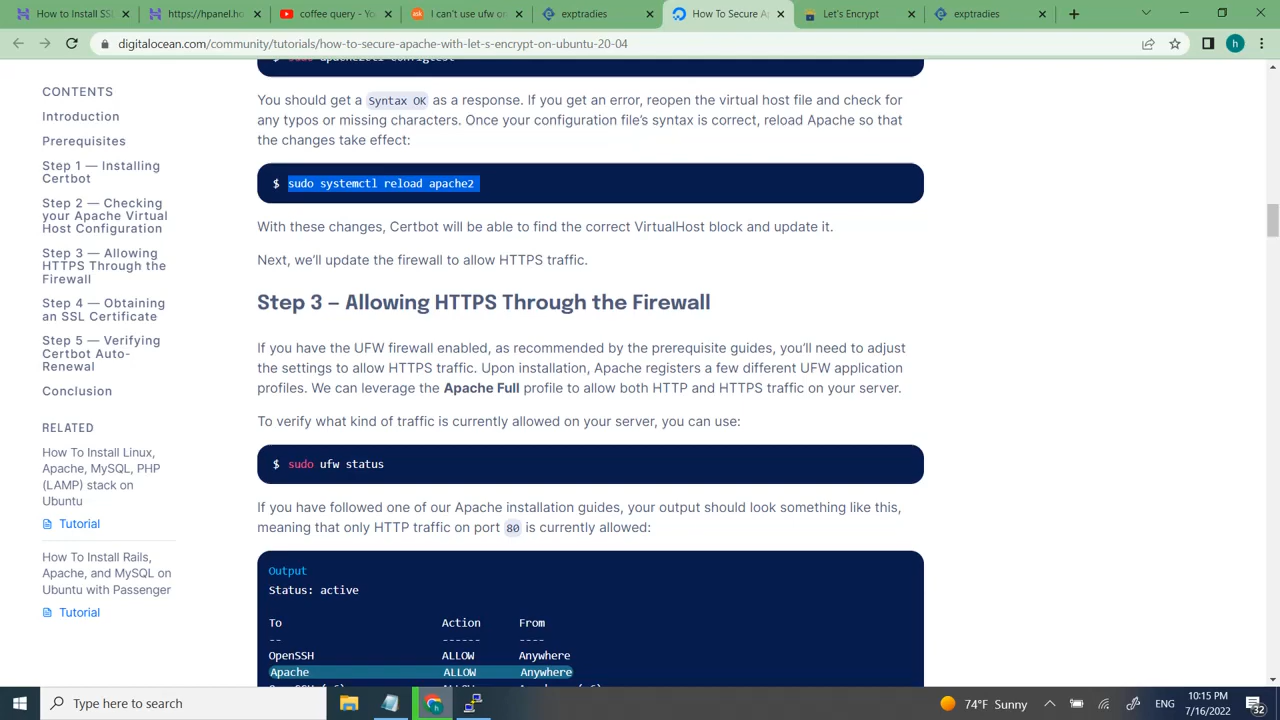 How to install SS
https://hpanel.ho
ask
active" ufw on
exptradies
How To Secure Ap
Let's Encrypt
exptradies
digitalocean.com/community/tutorials/how-to-secure-apache-with-let-s-encrypt-on-ubuntu-20-04
h
$ sudo apache2ctl configtest
CONTENTS
Introduction
Prerequisites
Step 1 — Installing
Certbot
Step 2 — Checking
your Apache Virtual
Host Configuration
Step 3 — Allowing
HTTPS Through the
Firewall
Step 4 — Obtaining
an SSL Certificate
Step 5 — Verifying
Certbot Auto-
Renewal
Conclusion
RELATED
How To Install Linux,
Apache, MySQL, PHP
(LAMP) stack on
Ubuntu
Tutorial
How To Install Rails,
Apache, and MySQL on
Ubuntu with Passenger
Tutorial
You should get a Syntax OK as a response. If you get an error, reopen the virtual host file and check for
any typos or missing characters. Once your configuration file’s syntax is correct, reload Apache so that
the changes take effect:
$ sudo systemctl reload apache2
With these changes, Certbot will be able to find the correct VirtualHost block and update it.
Next, we’ll update the firewall to allow HTTPS traffic.
Step 3 — Allowing HTTPS Through the Firewall
If you have the UFW firewall enabled, as recommended by the prerequisite guides, you’ll need to adjust
the settings to allow HTTPS traffic. Upon installation, Apache registers a few different UFW application
profiles. We can leverage the Apache Full profile to allow both HTTP and HTTPS traffic on your server.
To verify what kind of traffic is currently allowed on your server, you can use:
$ sudo ufw status
If you have followed one of our Apache installation guides, your output should look something like this,
meaning that only HTTP traffic on port 80 is currently allowed:
Output
Status: active
To Action From
-- ------ ----
OpenSSH ALLOW Anywhere
Apache ALLOW Anywhere
Type here to search
h
74°F Sunny
ENG
10:15 PM
7/16/2022
32